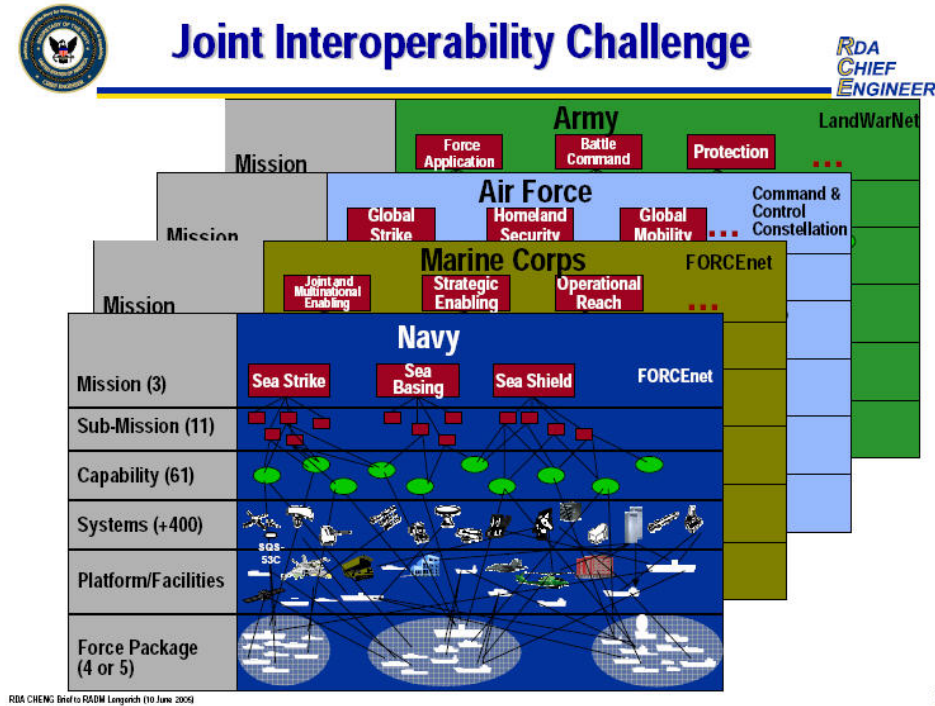 Joint Interoperability Challenge
RDA
CHIEF
ENGINEER
Army
LandWarNet
Mission
Force
Application
Battle
Command
Protection
...
Air Force
Command &
Control
Constellation
Mission
Global
Strike
Homeland
Security
Global
Mobility
...
Marine Corps
FORCEnet
Mission
Joint and
Multinational
Enabling
Strategic
Enabling
Operational
Reach
...
Navy
FORCEnet
Mission (3)
Sea Strike
Sea
Basing
Sea Shield
Sub-Mission (11)
Capability (61)
Systems (+400)
SQS-
53C
Platform/Facilities
Force Package
(4 or 5)
RDA CHENG Brief to RADM Lengerich (10 June 2005)